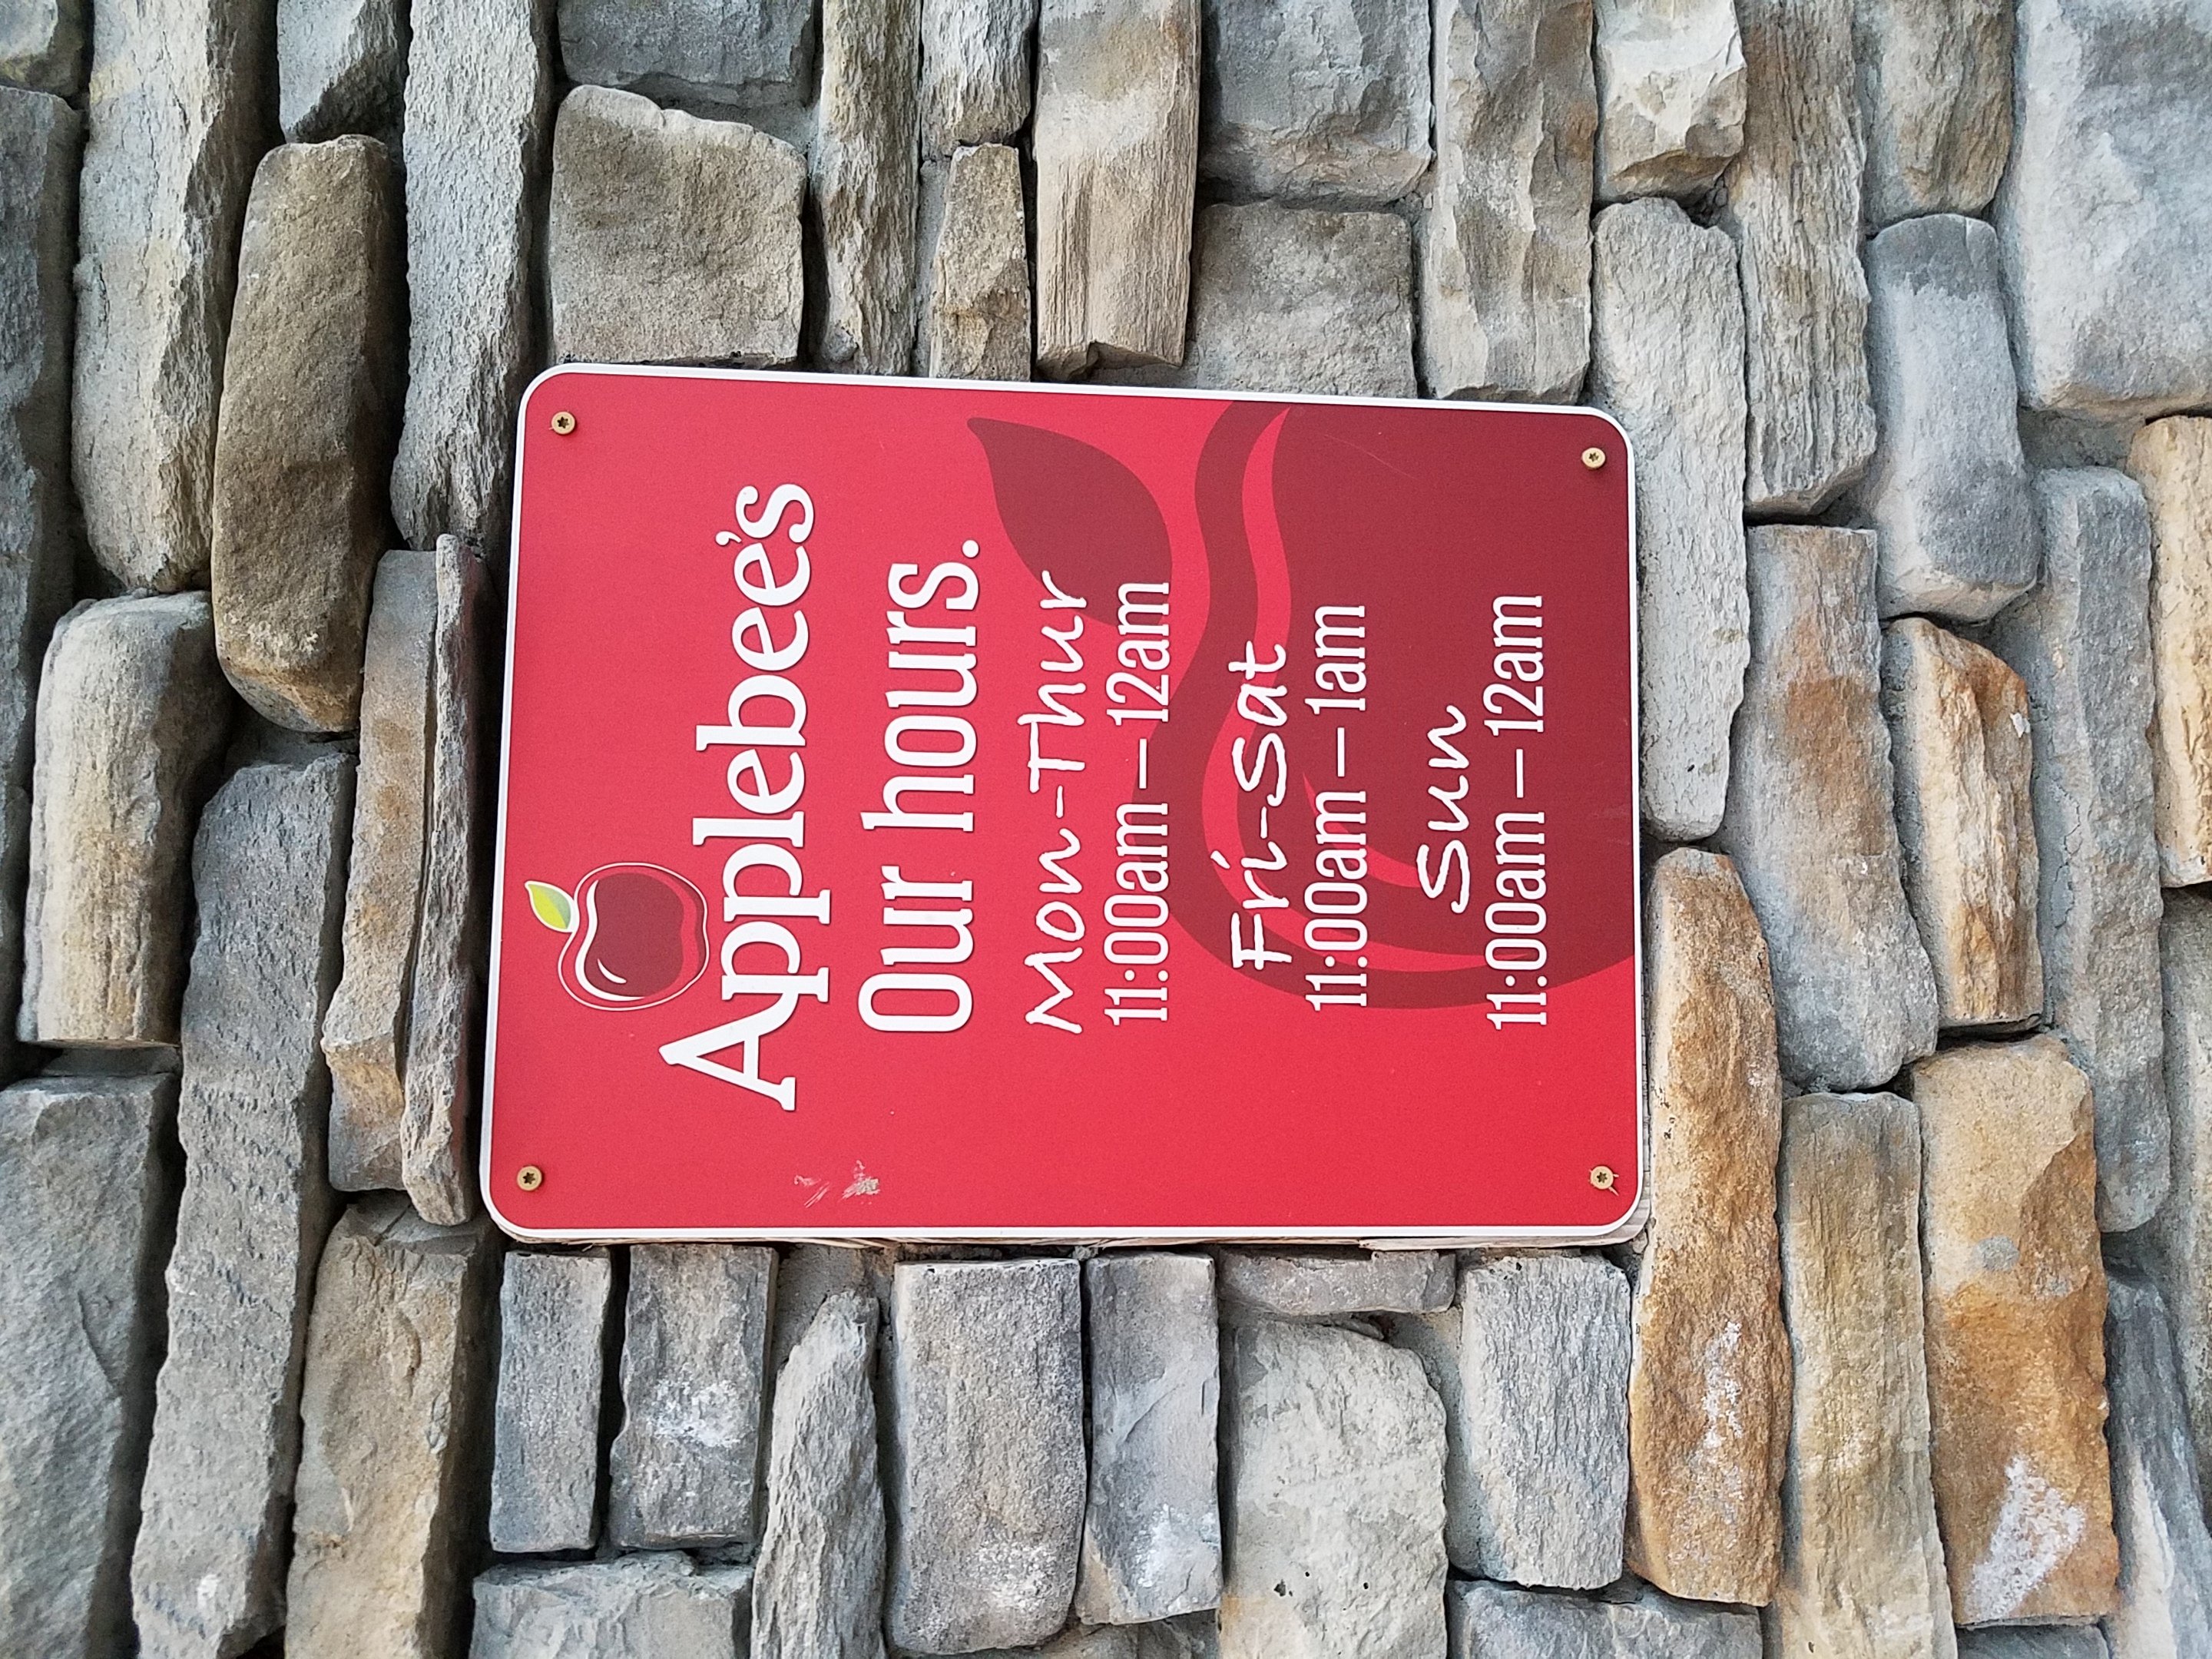 Applebee's
Our hours.
Mon-Thur
11:00am – 12am
Fri-Sat
11:00am – 1am
Sun
11:00am – 12am